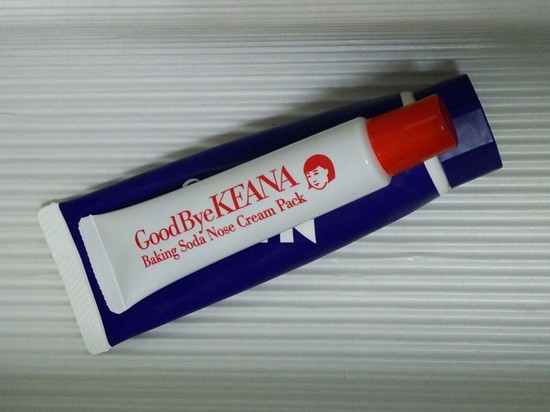 GoodByeKEANA
Baking Soda Nose Cream Pack